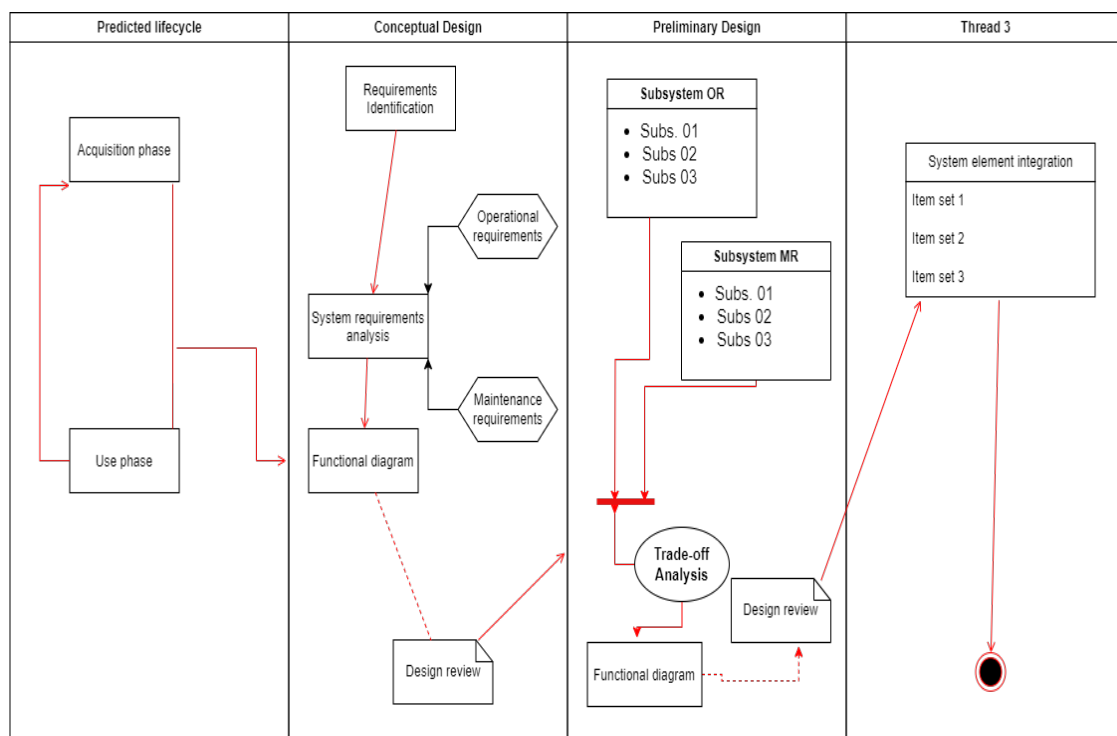 Predicted lifecycle
Conceptual Design
Preliminary Design
Thread 3
Acquisition phase
Use phase
Requirements
Identification
Operational
requirements
System requirements
analysis
Maintenance
requirements
Functional diagram
Design review
Subsystem OR
• Subs. 01
• Subs 02
• Subs 03
Subsystem MR
• Subs. 01
• Subs 02
• Subs 03
Trade-off
Analysis
Design review
Functional diagram
System element integration
Item set 1
Item set 2
Item set 3